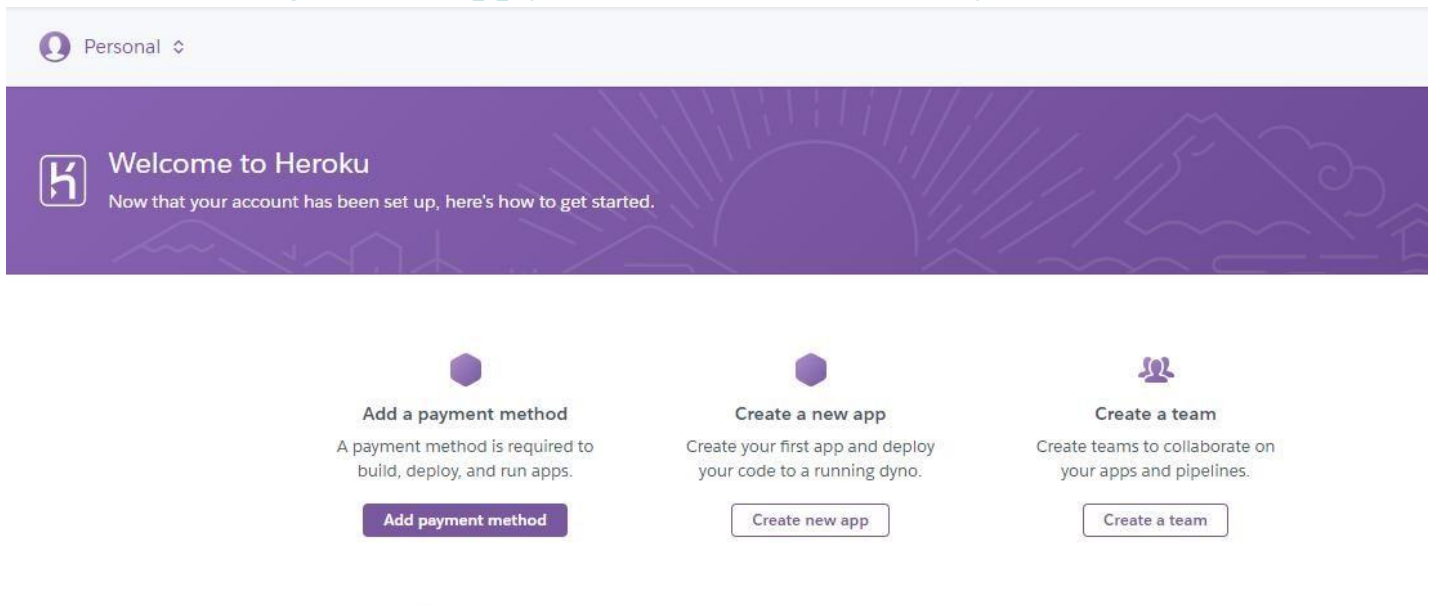 Personal
Welcome to Heroku
Now that your account has been set up, here's how to get started.
Add a payment method
A payment method is required to
build, deploy, and run apps.
Add payment method
Create a new app
Create your first app and deploy
your code to a running dyno.
Create new app
Create a team
Create teams to collaborate on
your apps and pipelines.
Create a team